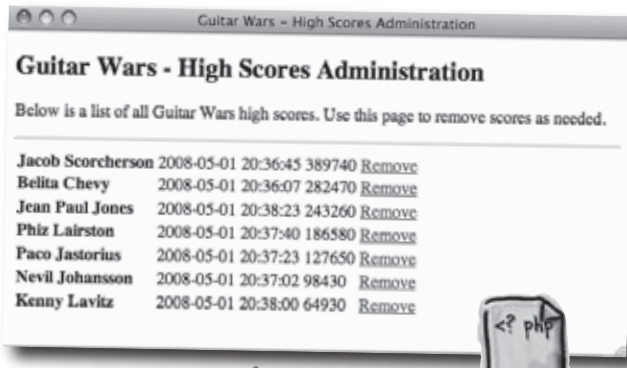 Guitar Wars - High Scores Administration
Guitar Wars - High Scores Administration
Below is a list of all Guitar Wars high scores. Use this page to remove scores as needed.
Jacob Scorcherson 2008-05-01 20:36:45 389740 Remove
Belita Chevy 2008-05-01 20:36:07 282470 Remove
Jean Paul Jones 2008-05-01 20:38:23 243260 Remove
Phiz Lairston 2008-05-01 20:37:40 186580 Remove
Paco Jastorius 2008-05-01 20:37:23 127650 Remove
Nevil Johansson 2008-05-01 20:37:02 98430 Remove
Kenny Lavitz 2008-05-01 20:38:00 64930 Remove
<? php